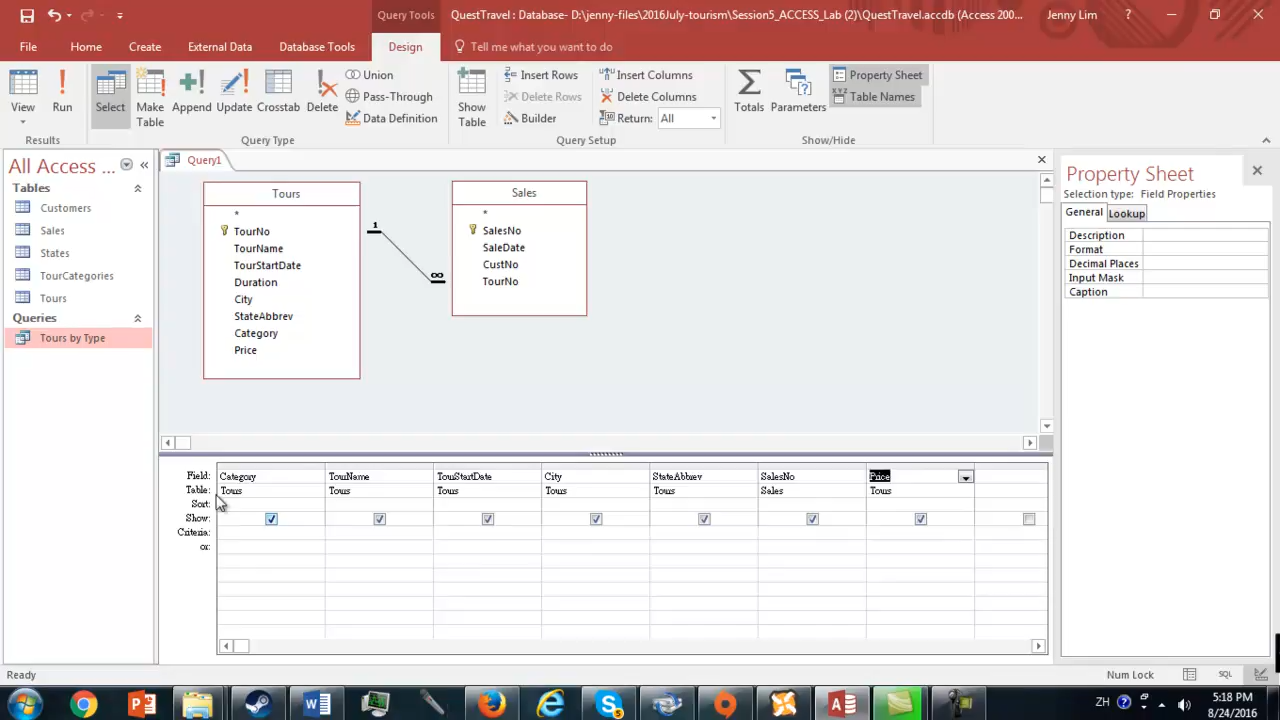 Query Tools
QuestTravel : Database- D:\jenny-files\2016July-tourism\Session5_ACCESS_Lab (2)\QuestTravel.accdb (Access 200...
Jenny Lim
?
File
Home
Create
External Data
Database Tools
Design
Tell me what you want to do
View
Run
Select
Make Table
Append
Update
Crosstab
Delete
Union
Pass-Through
Data Definition
Show Table
Insert Rows
Delete Rows
Builder
Insert Columns
Delete Columns
Return: All
Totals
Parameters
Property Sheet
Table Names
Results
Query Type
Query Setup
Show/Hide
All Access ...
Tables
Customers
Sales
States
TourCategories
Tours
Queries
Tours by Type
Query1
Tours
*
TourNo
TourName
TourStartDate
Duration
City
StateAbbrev
Category
Price
1
∞
Sales
*
SalesNo
SaleDate
CustNo
TourNo
Property Sheet
Selection type: Field Properties
General
Lookup
Description
Format
Decimal Places
Input Mask
Caption
Field: Category TourName TourStartDate City StateAbbrev SalesNo Price
Table: Tours Tours Tours Tours Tours Sales Tours
Sort:
Show:
Criteria:
or:
Ready
Num Lock
SQL
ZH
5:18 PM
8/24/2016